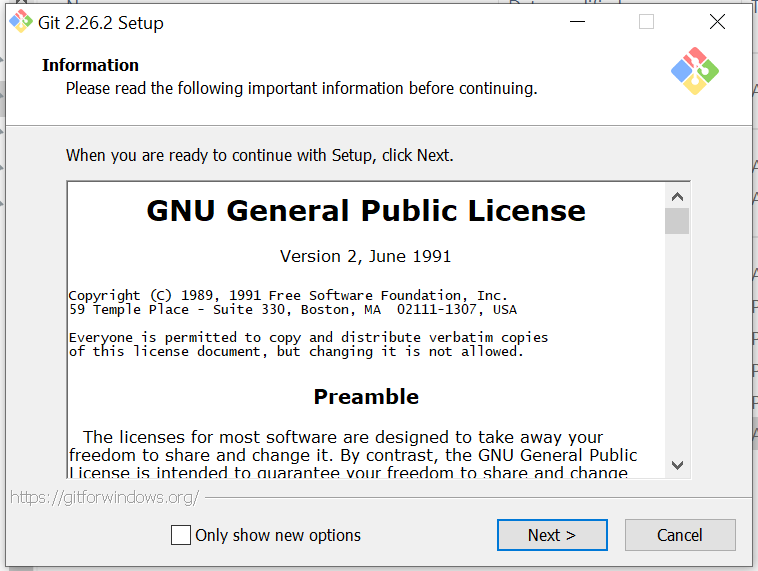 Git 2.26.2 Setup
Information
Please read the following important information before continuing.
When you are ready to continue with Setup, click Next.
GNU General Public License
Version 2, June 1991
Copyright (C) 1989, 1991 Free Software Foundation, Inc.
59 Temple Place - Suite 330, Boston, MA  02111-1307, USA
Everyone is permitted to copy and distribute verbatim copies
of this license document, but changing it is not allowed.
Preamble
The licenses for most software are designed to take away your
freedom to share and change it. By contrast, the GNU General Public
License is intended to guarantee your freedom to share and change
https://gitforwindows.org/
Only show new options
Next >
Cancel